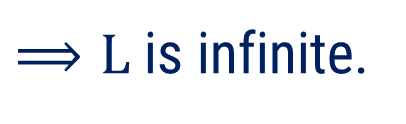 ⟹ L is infinite.